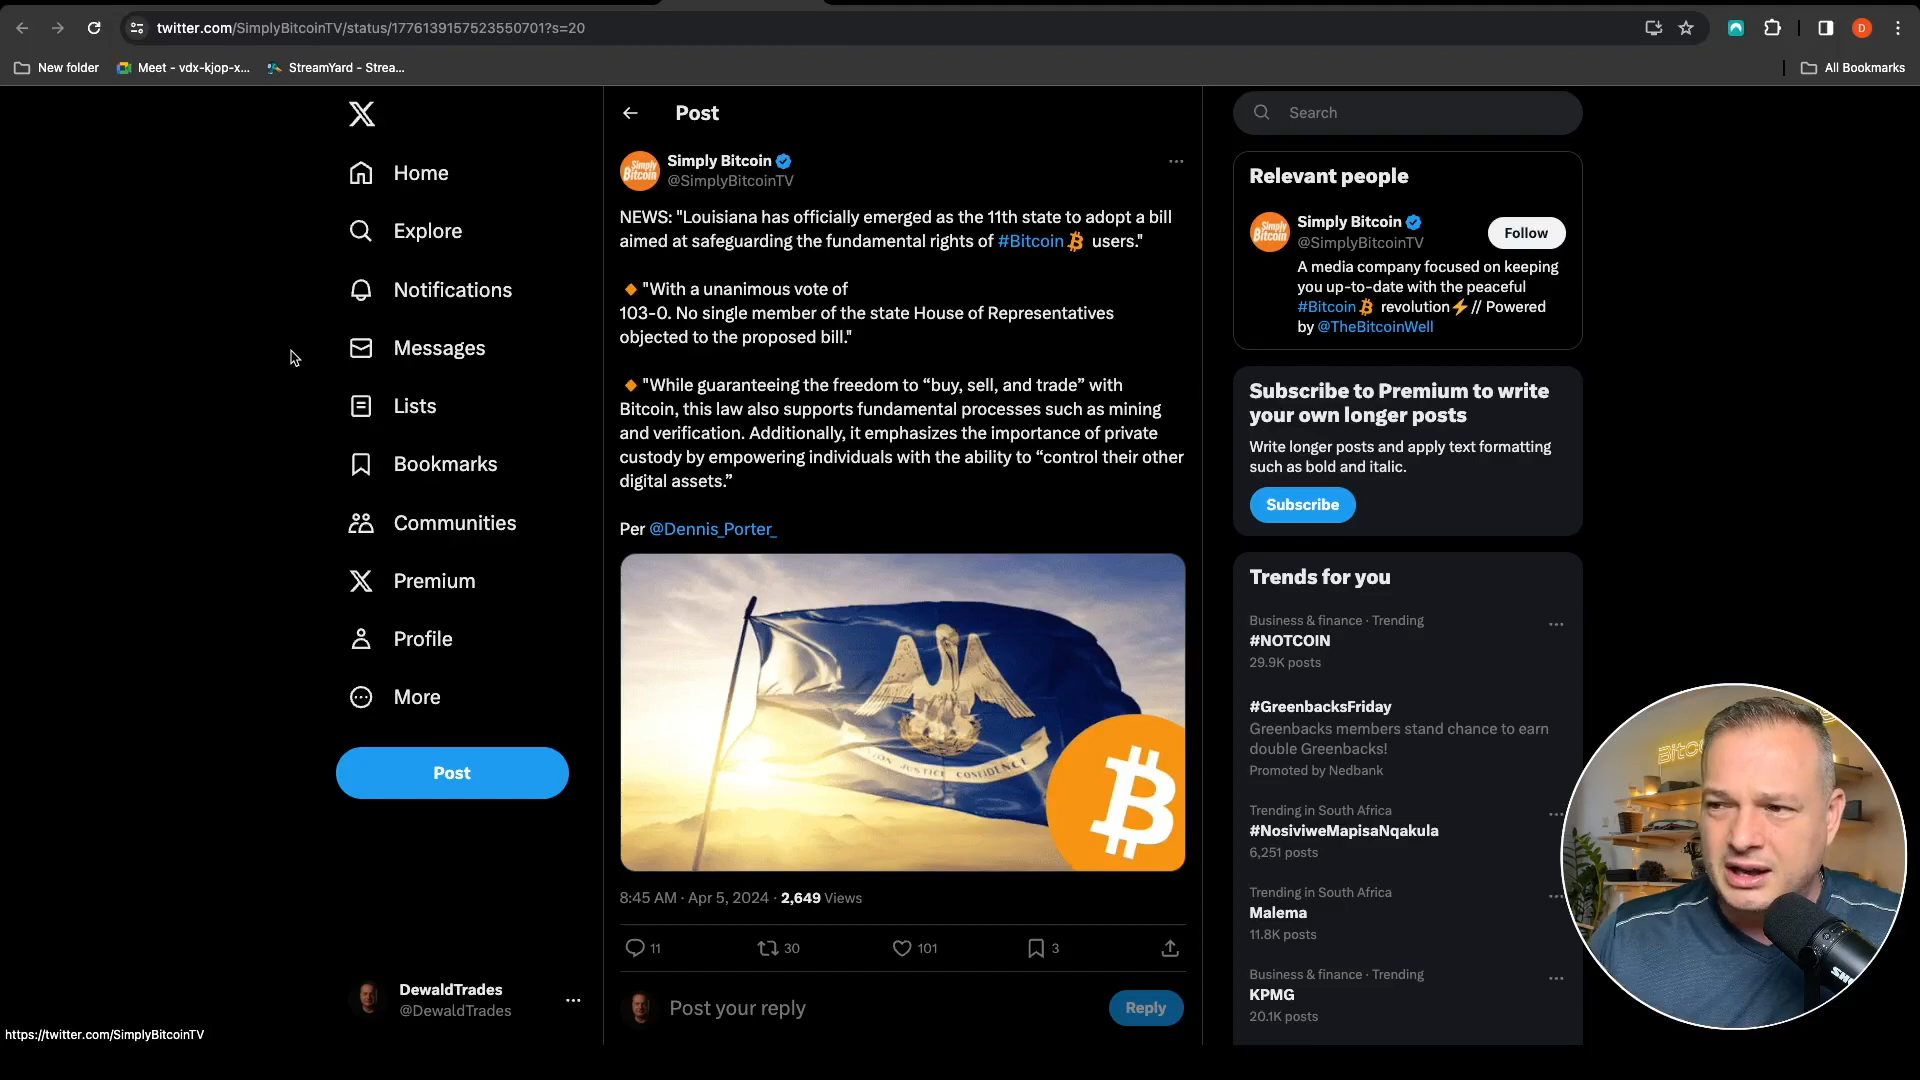 twitter.com/SimplyBitcoinTV/status/1776139157523550701?s=20
D
New folder
Meet - vdx-kjop-x...
StreamYard - Strea...
All Bookmarks
Home
Explore
Notifications
Messages
Lists
Bookmarks
Communities
Premium
Profile
More
Post
DewaldTrades
@DewaldTrades
https://twitter.com/SimplyBitcoinTV
Post
Simply Bitcoin
@SimplyBitcoinTV
NEWS: "Louisiana has officially emerged as the 11th state to adopt a bill
aimed at safeguarding the fundamental rights of #Bitcoin users."
🔸"With a unanimous vote of
103-0. No single member of the state House of Representatives
objected to the proposed bill."
🔸"While guaranteeing the freedom to “buy, sell, and trade” with
Bitcoin, this law also supports fundamental processes such as mining
and verification. Additionally, it emphasizes the importance of private
custody by empowering individuals with the ability to “control their other
digital assets.”
Per @Dennis_Porter_
JUSTICE CONFIDENCE
8:45 AM · Apr 5, 2024 · 2,649 Views
11
30
101
3
Post your reply
Reply
Search
Relevant people
Simply Bitcoin
@SimplyBitcoinTV
Follow
A media company focused on keeping
you up-to-date with the peaceful
#Bitcoin revolution⚡// Powered
by @TheBitcoinWell
Subscribe to Premium to write
your own longer posts
Write longer posts and apply text formatting
such as bold and italic.
Subscribe
Trends for you
Business & finance · Trending
#NOTCOIN
29.9K posts
#GreenbacksFriday
Greenbacks members stand chance to earn
double Greenbacks!
Promoted by Nedbank
Trending in South Africa
#NosiviweMapisaNqakula
6,251 posts
Trending in South Africa
Malema
11.8K posts
Business & finance · Trending
KPMG
20.1K posts